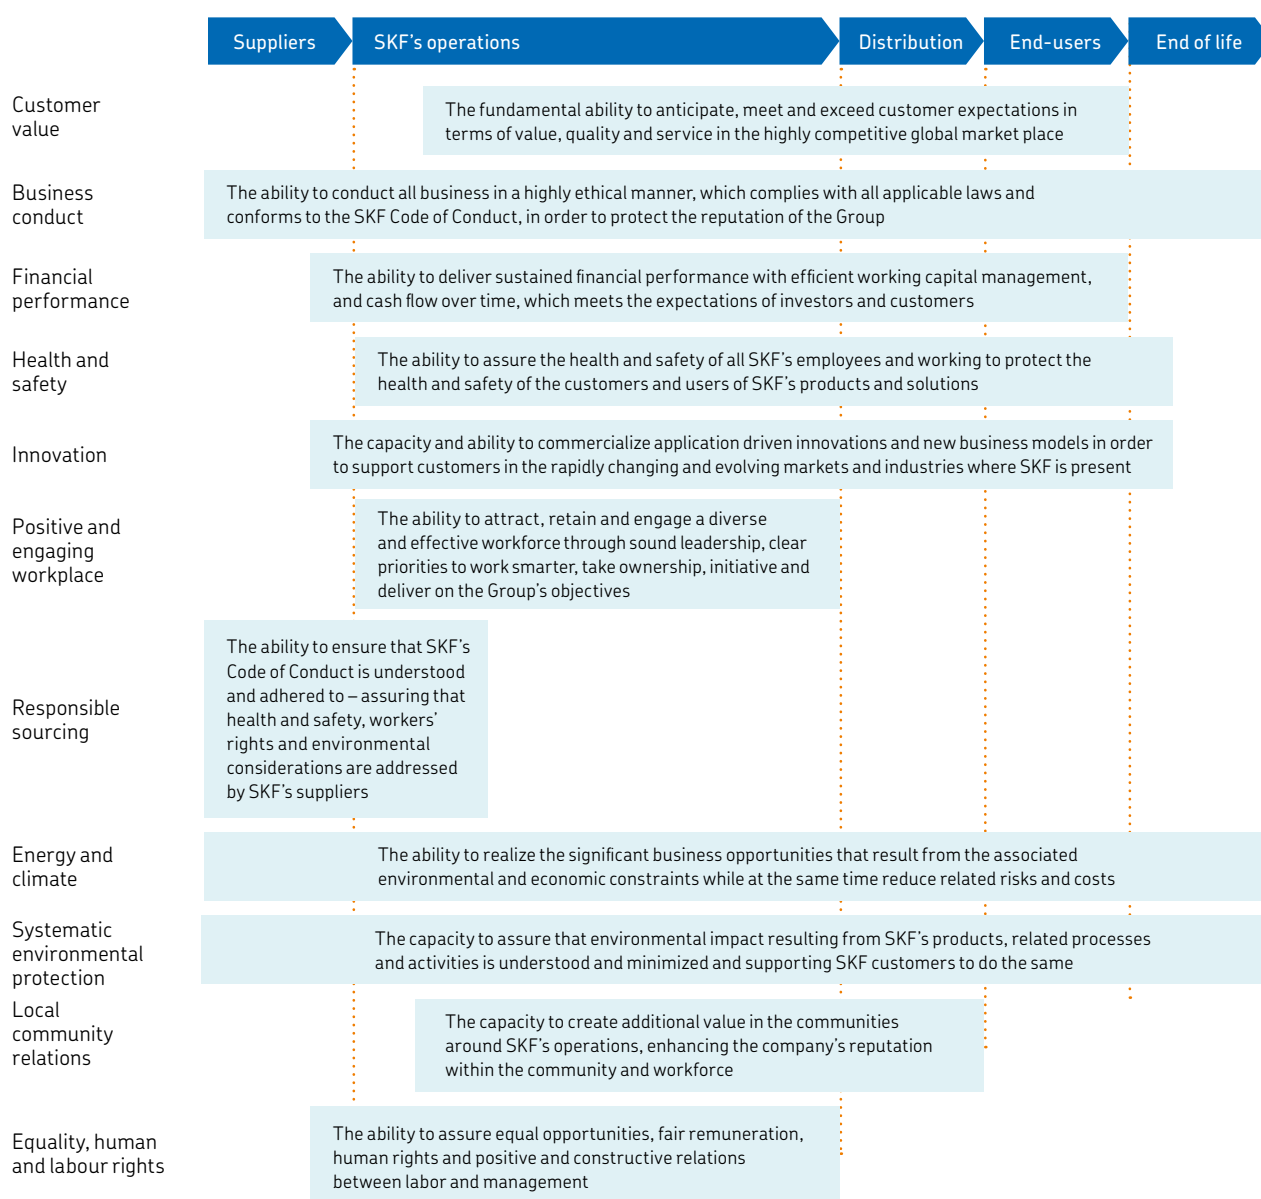 Suppliers
SKF's operations
Distribution
End-users
End of life
Customer
value
The fundamental ability to anticipate, meet and exceed customer expectations in
terms of value, quality and service in the highly competitive global market place
Business
conduct
The ability to conduct all business in a highly ethical manner, which complies with all applicable laws and
conforms to the SKF Code of Conduct, in order to protect the reputation of the Group
Financial
performance
The ability to deliver sustained financial performance with efficient working capital management,
and cash flow over time, which meets the expectations of investors and customers
Health and
safety
The ability to assure the health and safety of all SKF's employees and working to protect the
health and safety of the customers and users of SKF's products and solutions
Innovation
The capacity and ability to commercialize application driven innovations and new business models in order
to support customers in the rapidly changing and evolving markets and industries where SKF is present
Positive and
engaging
workplace
The ability to attract, retain and engage a diverse
and effective workforce through sound leadership, clear
priorities to work smarter, take ownership, initiative and
deliver on the Group's objectives
Responsible
sourcing
The ability to ensure that SKF's
Code of Conduct is understood
and adhered to – assuring that
health and safety, workers'
rights and environmental
considerations are addressed
by SKF's suppliers
Energy and
climate
The ability to realize the significant business opportunities that result from the associated
environmental and economic constraints while at the same time reduce related risks and costs
Systematic
environmental
protection
The capacity to assure that environmental impact resulting from SKF's products, related processes
and activities is understood and minimized and supporting SKF customers to do the same
Local
community
relations
The capacity to create additional value in the communities
around SKF's operations, enhancing the company's reputation
within the community and workforce
Equality, human
and labour rights
The ability to assure equal opportunities, fair remuneration,
human rights and positive and constructive relations
between labor and management